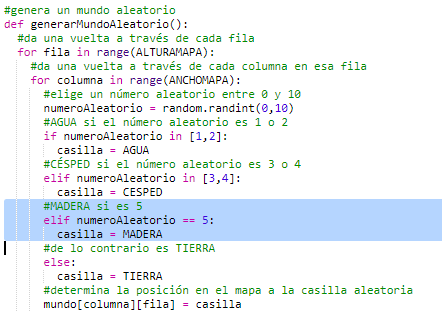 #genera un mundo aleatorio
def generarMundoAleatorio():
  #da una vuelta a través de cada fila
  for fila in range(ALTURAMAPA):
    #da una vuelta a través de cada columna en esa fila
    for columna in range(ANCHOMAPA):
      #elige un número aleatorio entre 0 y 10
      numeroAleatorio = random.randint(0,10)
      #AGUA si el número aleatorio es 1 o 2
      if numeroAleatorio in [1,2]:
        casilla = AGUA
      #CÉSPED si el número aleatorio es 3 o 4
      elif numeroAleatorio in [3,4]:
        casilla = CESPED
      #MADERA si es 5
      elif numeroAleatorio == 5:
        casilla = MADERA
      #de lo contrario es TIERRA
      else:
        casilla = TIERRA
      #determina la posición en el mapa a la casilla aleatoria
      mundo[columna][fila] = casilla